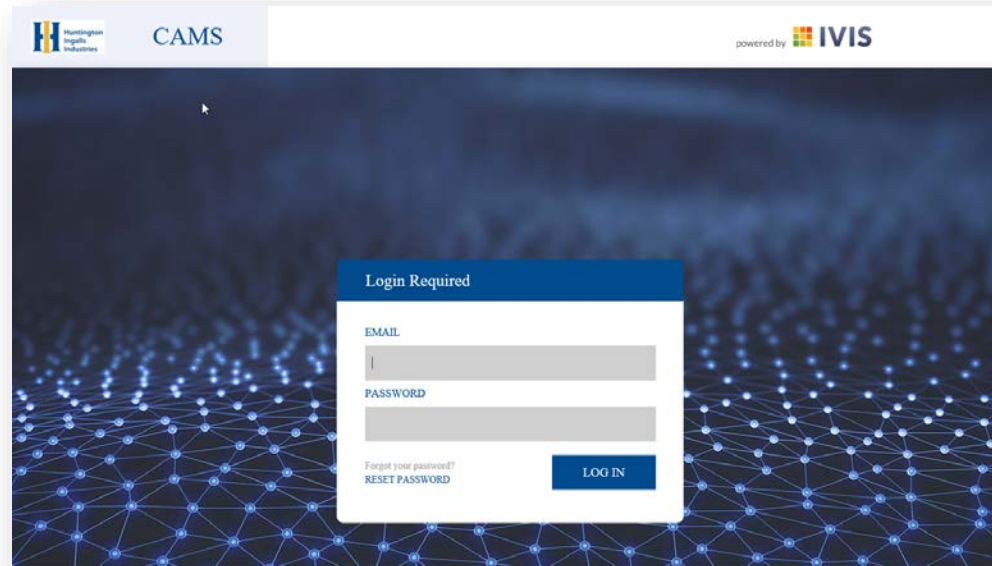 Huntington
Ingalls
Industries
CAMS
powered by IVIS
Login Required
EMAIL
PASSWORD
Forgot your password?
RESET PASSWORD
LOG IN